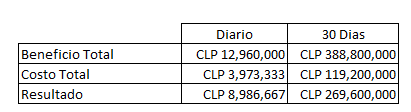 Diario 30 Dias
Beneficio Total CLP 12,960,000 CLP 388,800,000
Costo Total CLP 3,973,333 CLP 119,200,000
Resultado CLP 8,986,667 CLP 269,600,000